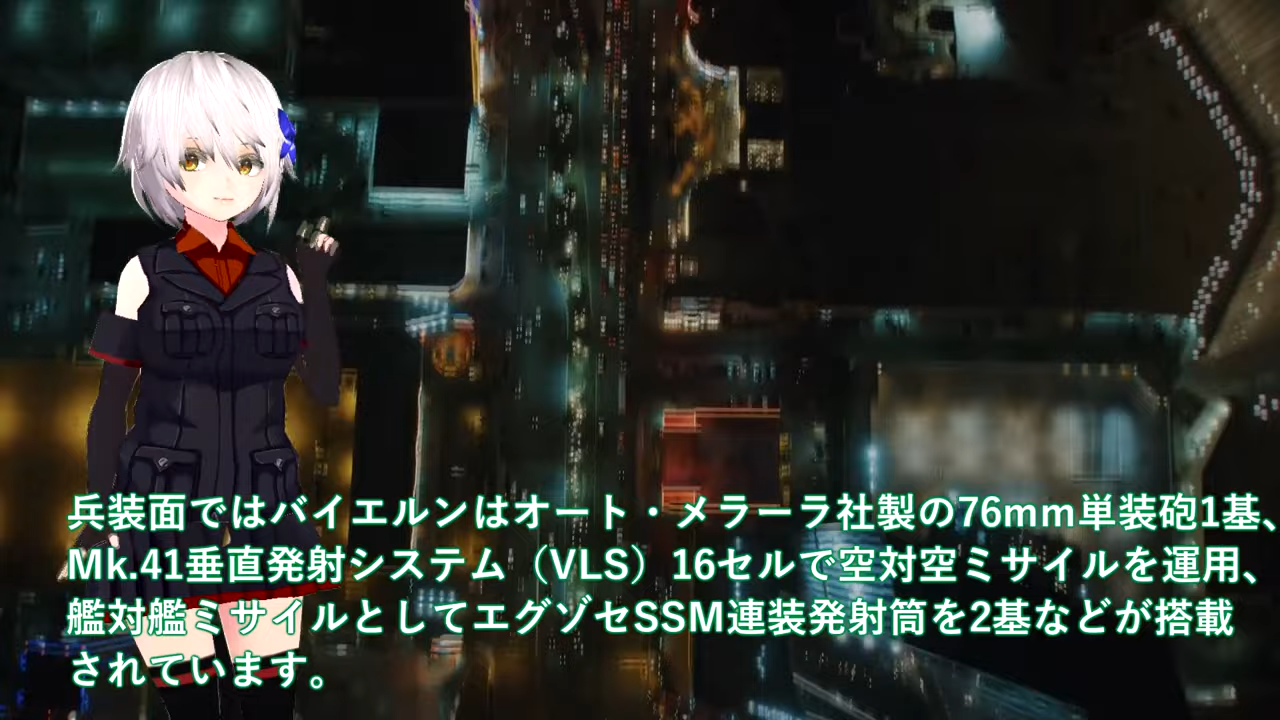 兵装面ではバイエルンはオート・メラーラ社製の76mm単装砲1基、
Mk.41垂直発射システム（VLS）16セルで空対空ミサイルを運用、
艦対艦ミサイルとしてエグゾセSSM連装発射筒を2基などが搭載
されています。